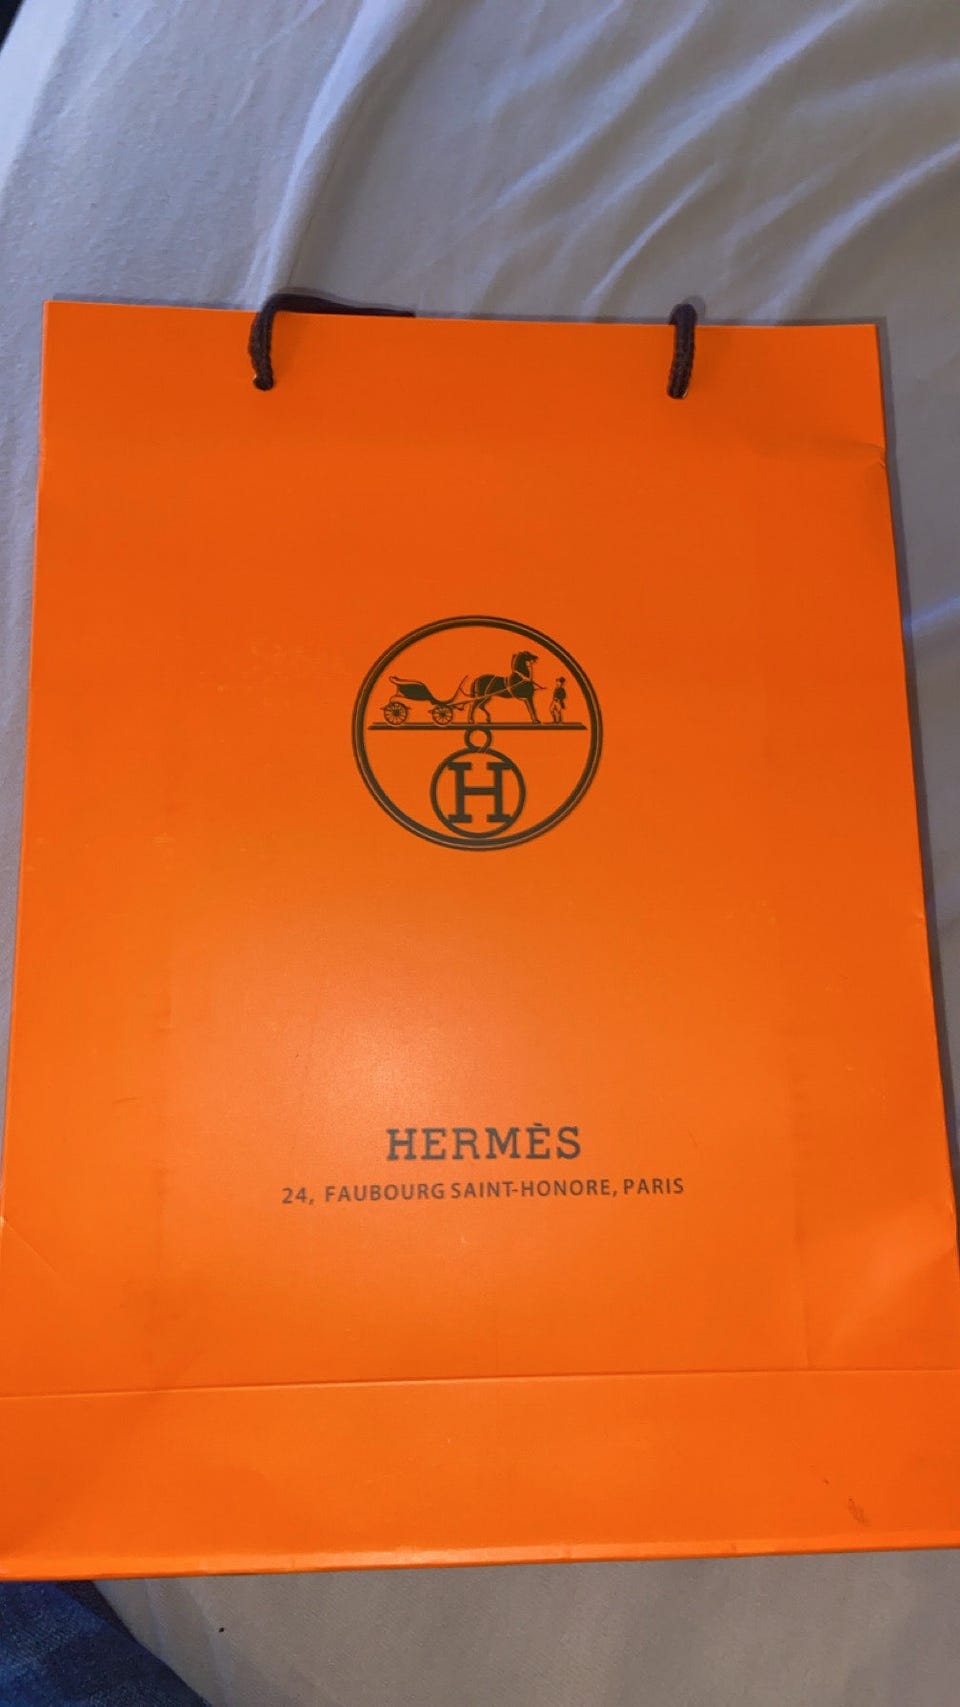 H
HERMÈS
24, FAUBOURG SAINT-HONORE, PARIS